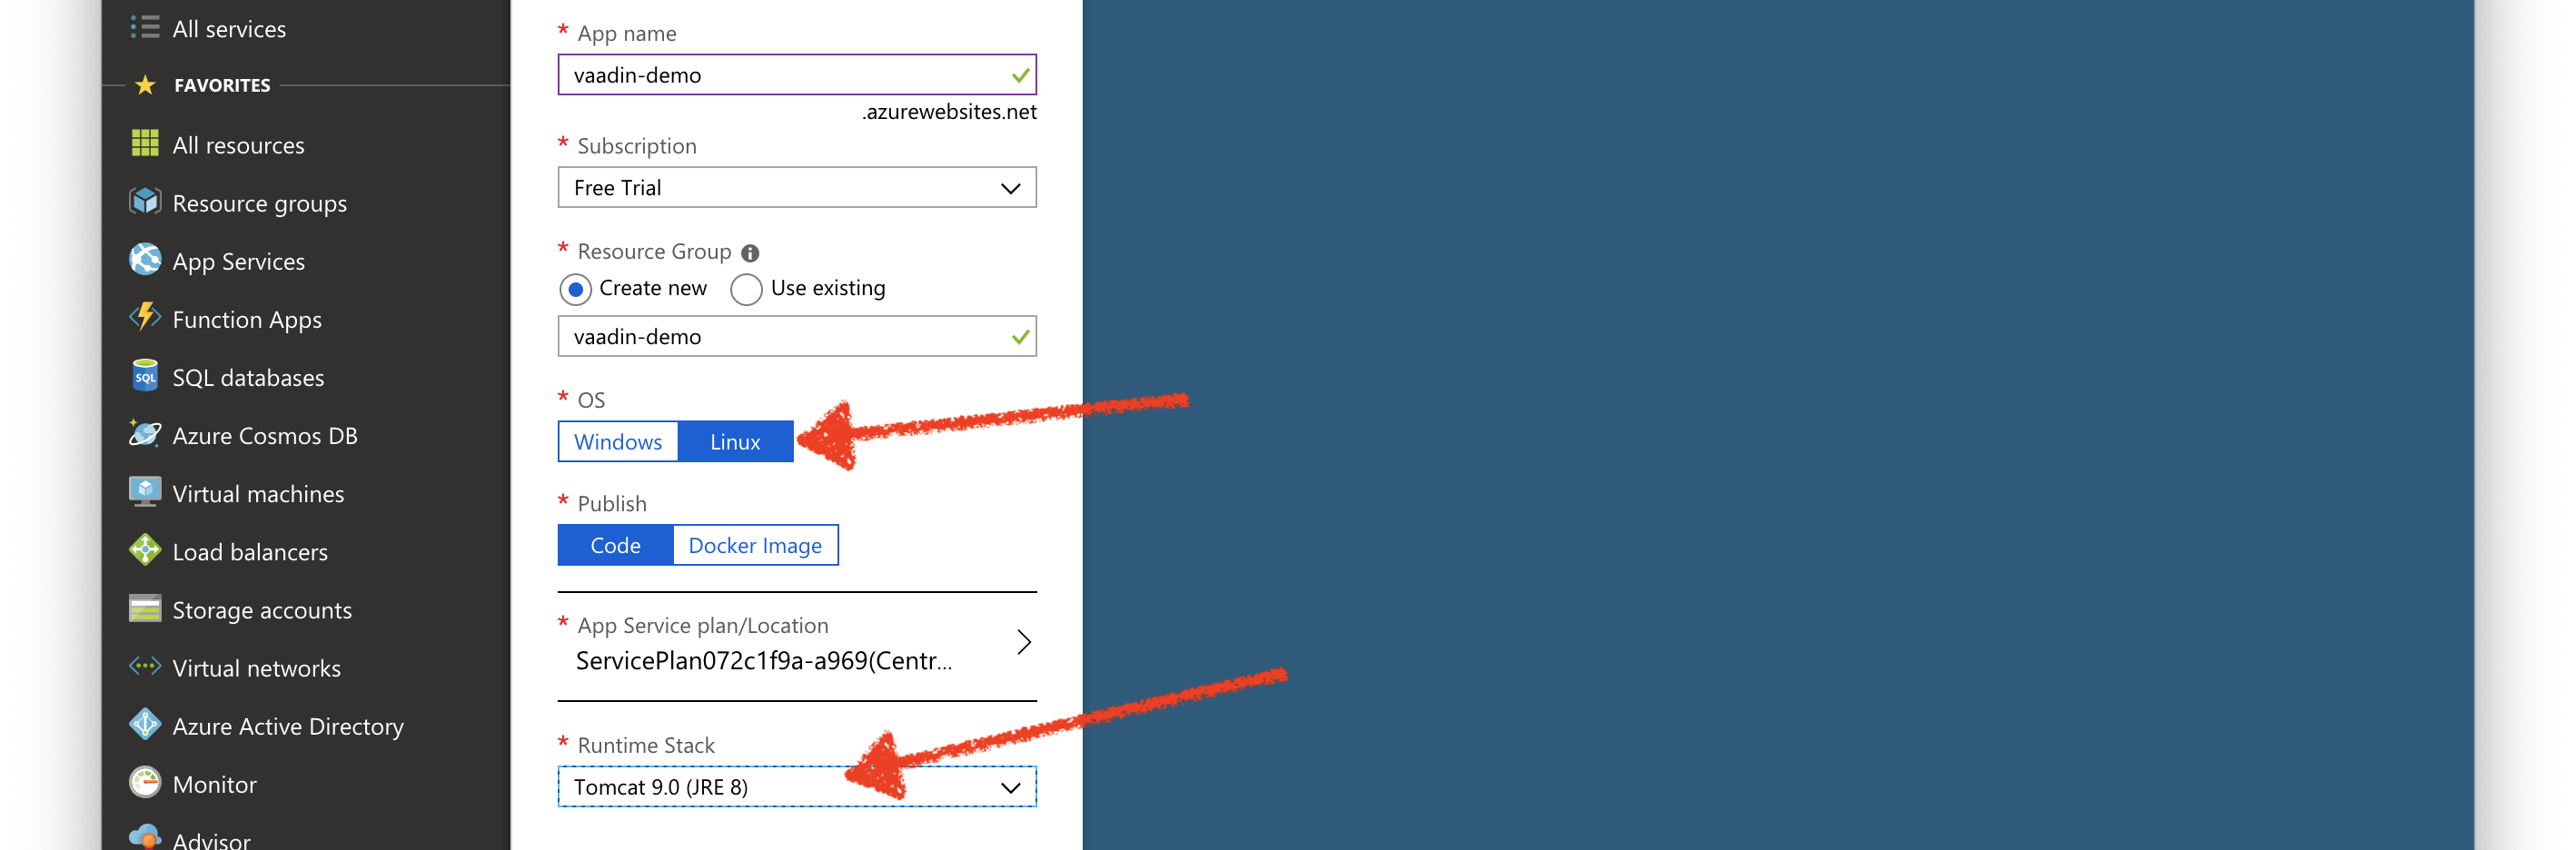 All services
FAVORITES
All resources
Resource groups
App Services
Function Apps
SQL databases
SQL
Azure Cosmos DB
Virtual machines
Load balancers
Storage accounts
Virtual networks
Azure Active Directory
Monitor
Advisor
* App name
vaadin-demo
.azurewebsites.net
* Subscription
Free Trial
* Resource Group
Create new Use existing
vaadin-demo
* OS
Windows Linux
* Publish
Code Docker Image
* App Service plan/Location
ServicePlan072c1f9a-a969(Centr...
* Runtime Stack
Tomcat 9.0 (JRE 8)